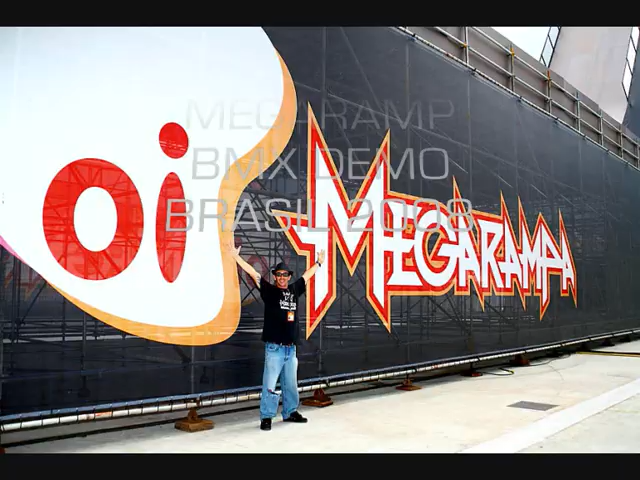 oi
MEGARAMPA
MEGARAMP
BMX DEMO
BRASIL 2008